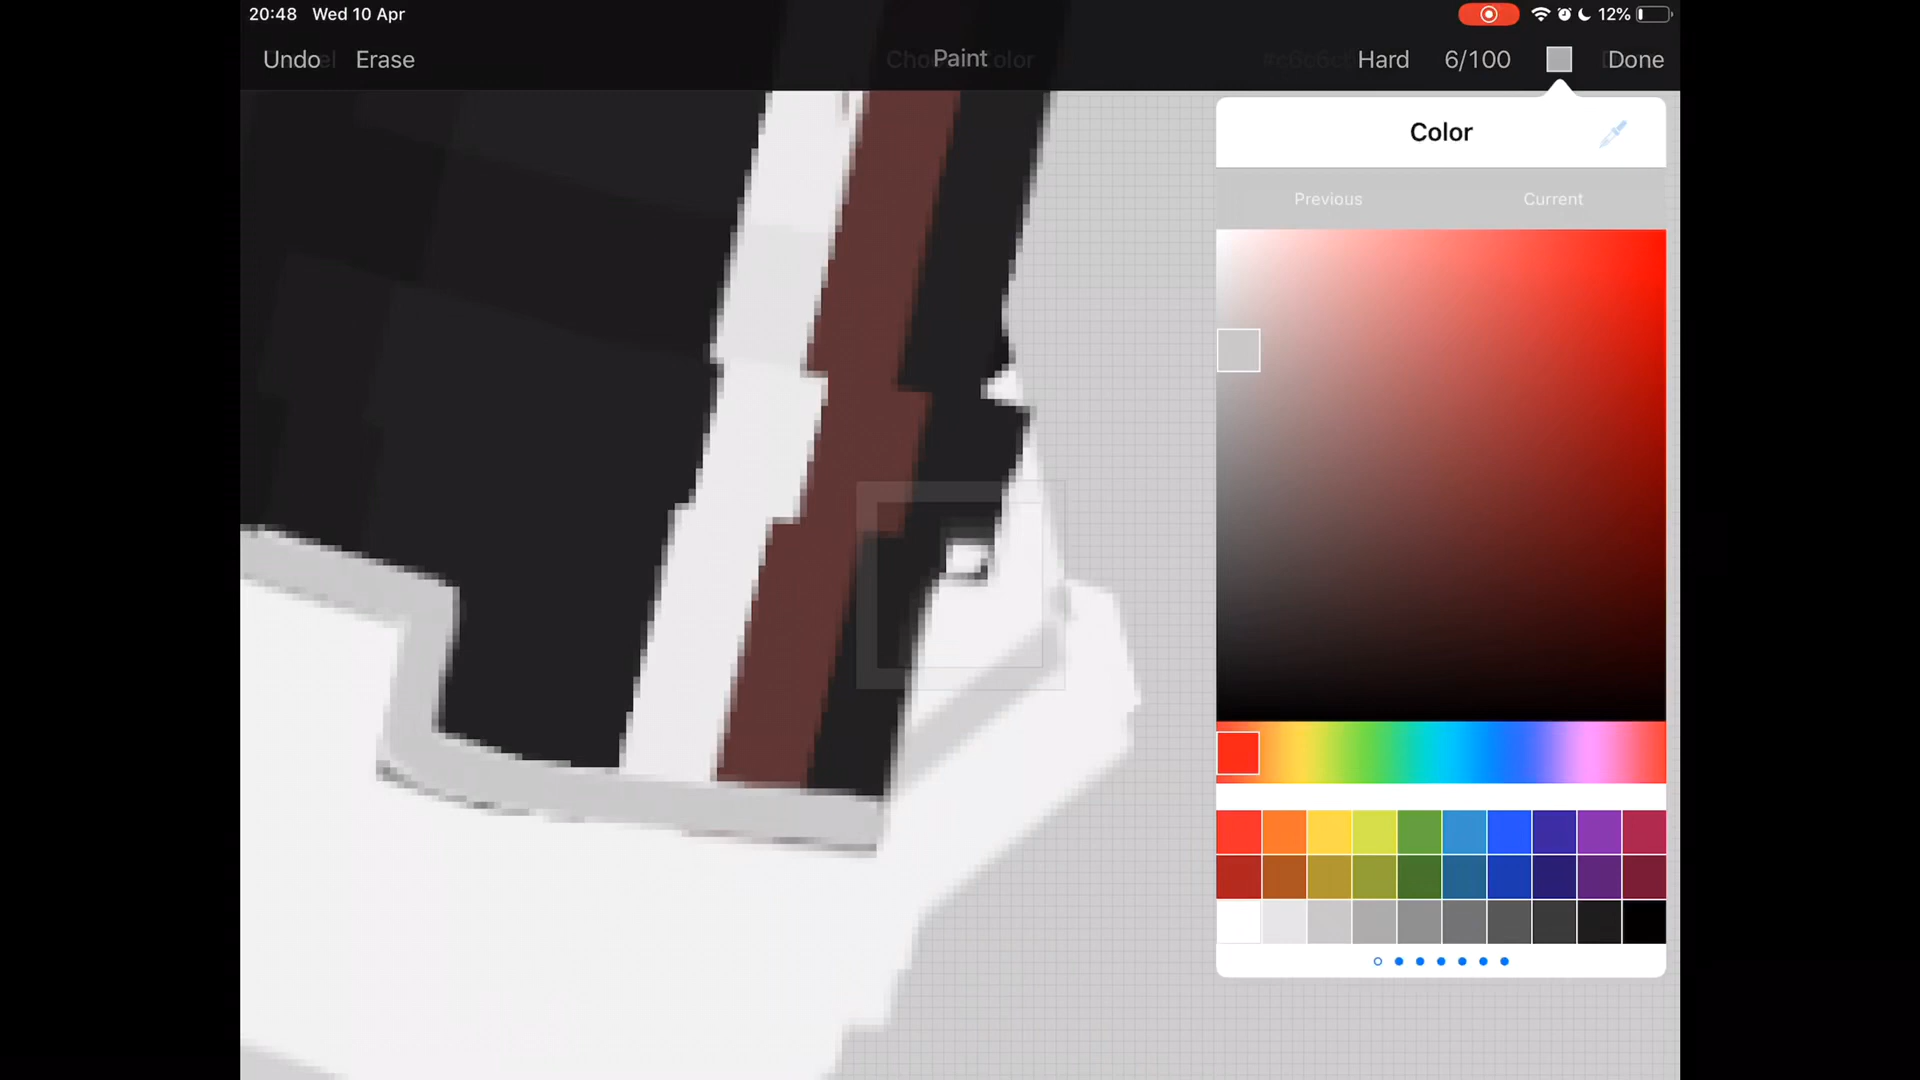 20:48 Wed 10 Apr 12%
Undo Erase Paint Hard 6/100 Done
Color
Previous Current